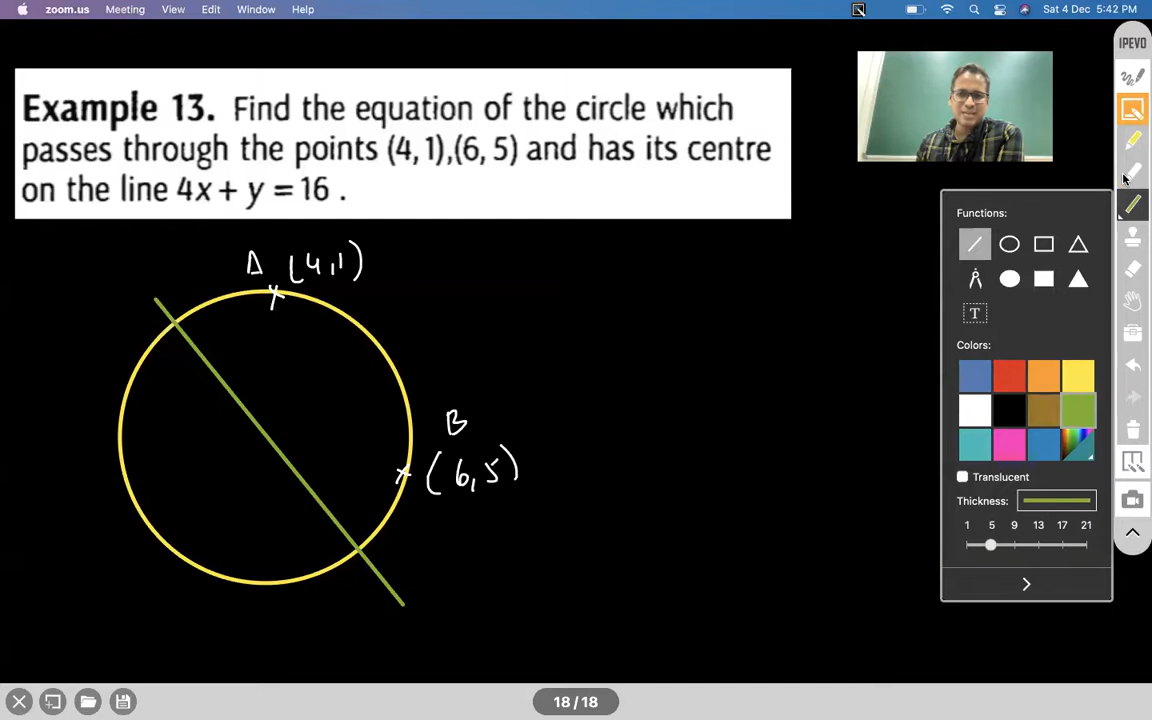 zoom.us Meeting View Edit Window Help Sat 4 Dec 5:42 PM
IPEVO
Example 13. Find the equation of the circle which
passes through the points (4, 1),(6, 5) and has its centre
on the line 4x + y = 16 .
A (4,1)
B
(6,5)
Functions:
T
Colors:
Translucent
Thickness:
1 5 9 13 17 21
18 / 18